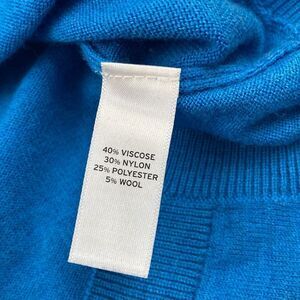 40% VISCOSE
30% NYLON
25% POLYESTER
5% WOOL